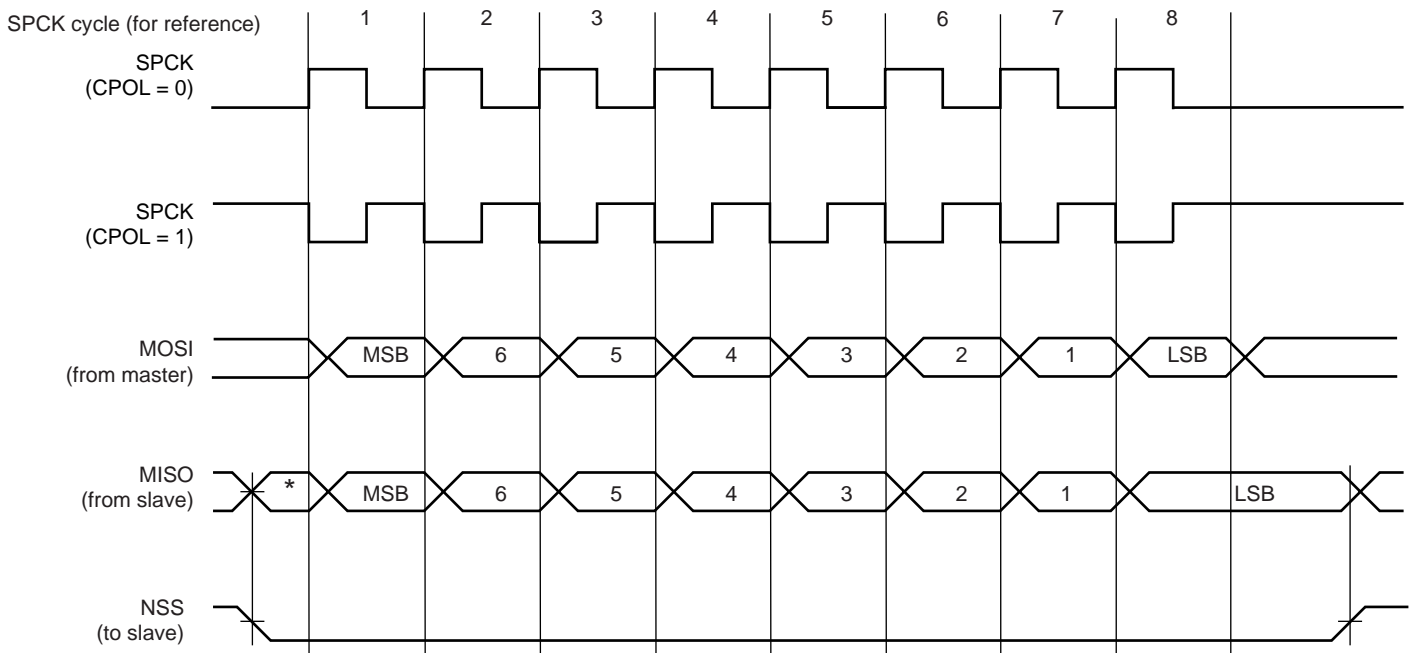 SPCK cycle (for reference)
1 2 3 4 5 6 7 8
SPCK
(CPOL = 0)
SPCK
(CPOL = 1)
MOSI
(from master)
MSB 6 5 4 3 2 1 LSB
MISO
(from slave)
* MSB 6 5 4 3 2 1 LSB
NSS
(to slave)